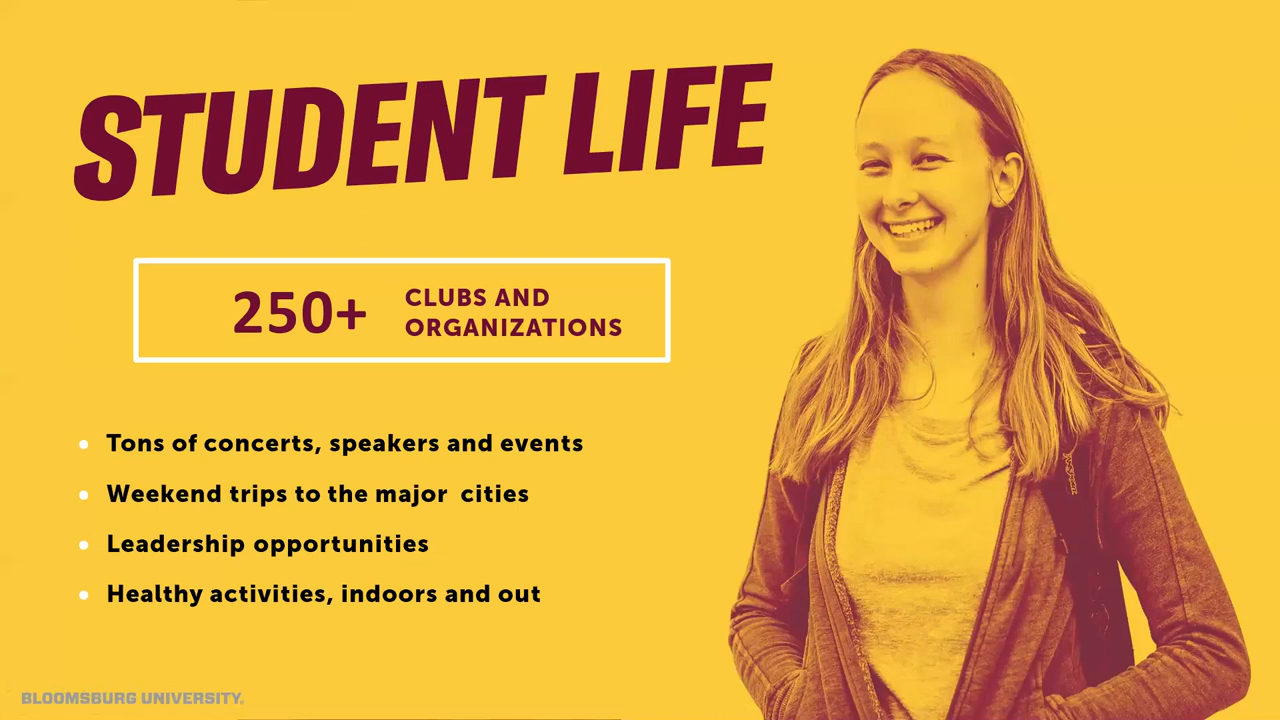 STUDENT LIFE
250+
CLUBS AND
ORGANIZATIONS
• Tons of concerts, speakers and events
• Weekend trips to the major cities
• Leadership opportunities
• Healthy activities, indoors and out
BLOOMSBURG UNIVERSITY.